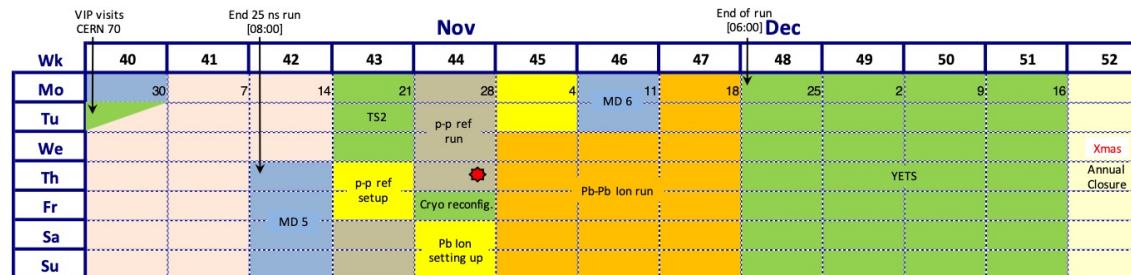 VIP visits
CERN 70
End 25 ns run
[08:00]
Nov
End of run
[06:00]
Dec
Wk 40 41 42 43 44 45 46 47 48 49 50 51 52
Mo 30 7 14 21 28 4 11 18 25 2 9 16
MD 6
Tu TS2 p-p ref
run
We Xmas
Th p-p ref
setup Pb-Pb Ion run YETS Annual
Closure
Fr Cryo reconfig.
MD 5
Sa Pb Ion
setting up
Su